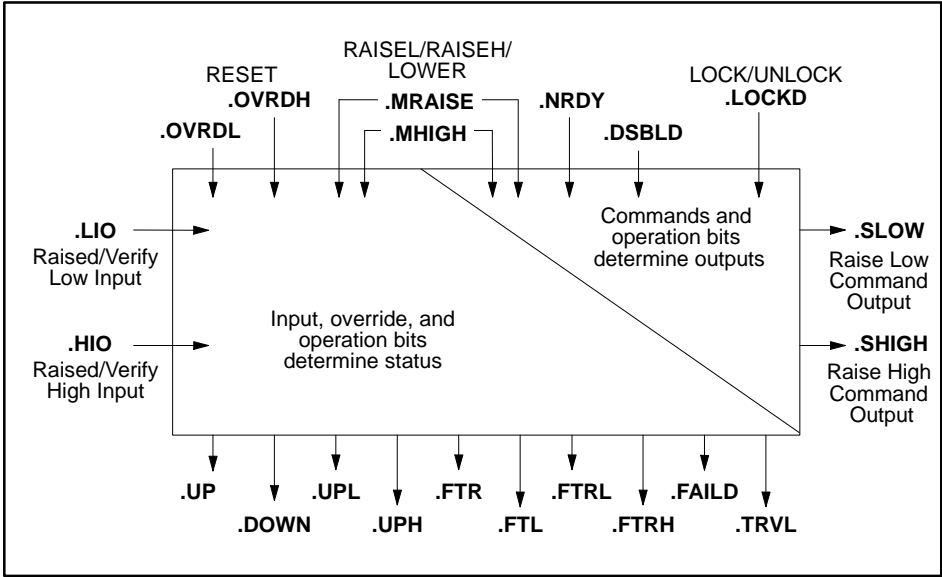 RAISEL/RAISEH/
LOWER
RESET
LOCK/UNLOCK
.OVRDH
.MRAISE
.NRDY
.LOCKD
.OVRDL
.MHIGH
.DSBLD
.LIO
Raised/Verify
Low Input
Commands and
operation bits
determine outputs
.SLOW
Raise Low
Command
Output
Input, override, and
operation bits
determine status
.HIO
Raised/Verify
High Input
.SHIGH
Raise High
Command
Output
.UP
.UPL
.FTR
.FTRL
.FAILD
.DOWN
.UPH
.FTL
.FTRH
.TRVL